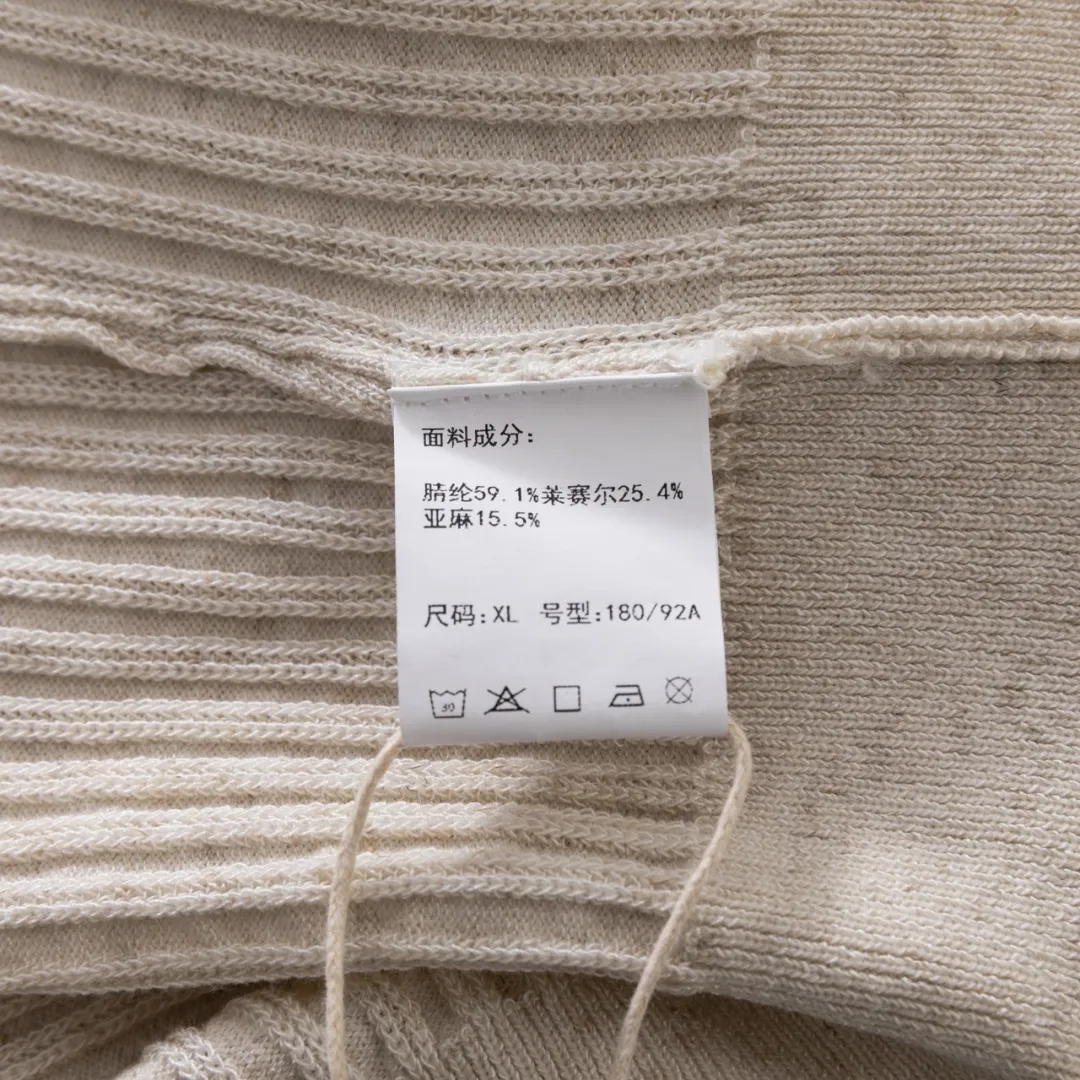 面料成分:
腈纶59.1%莱赛尔25.4%
亚麻15.5%
尺码:XL 号型:180/92A
30